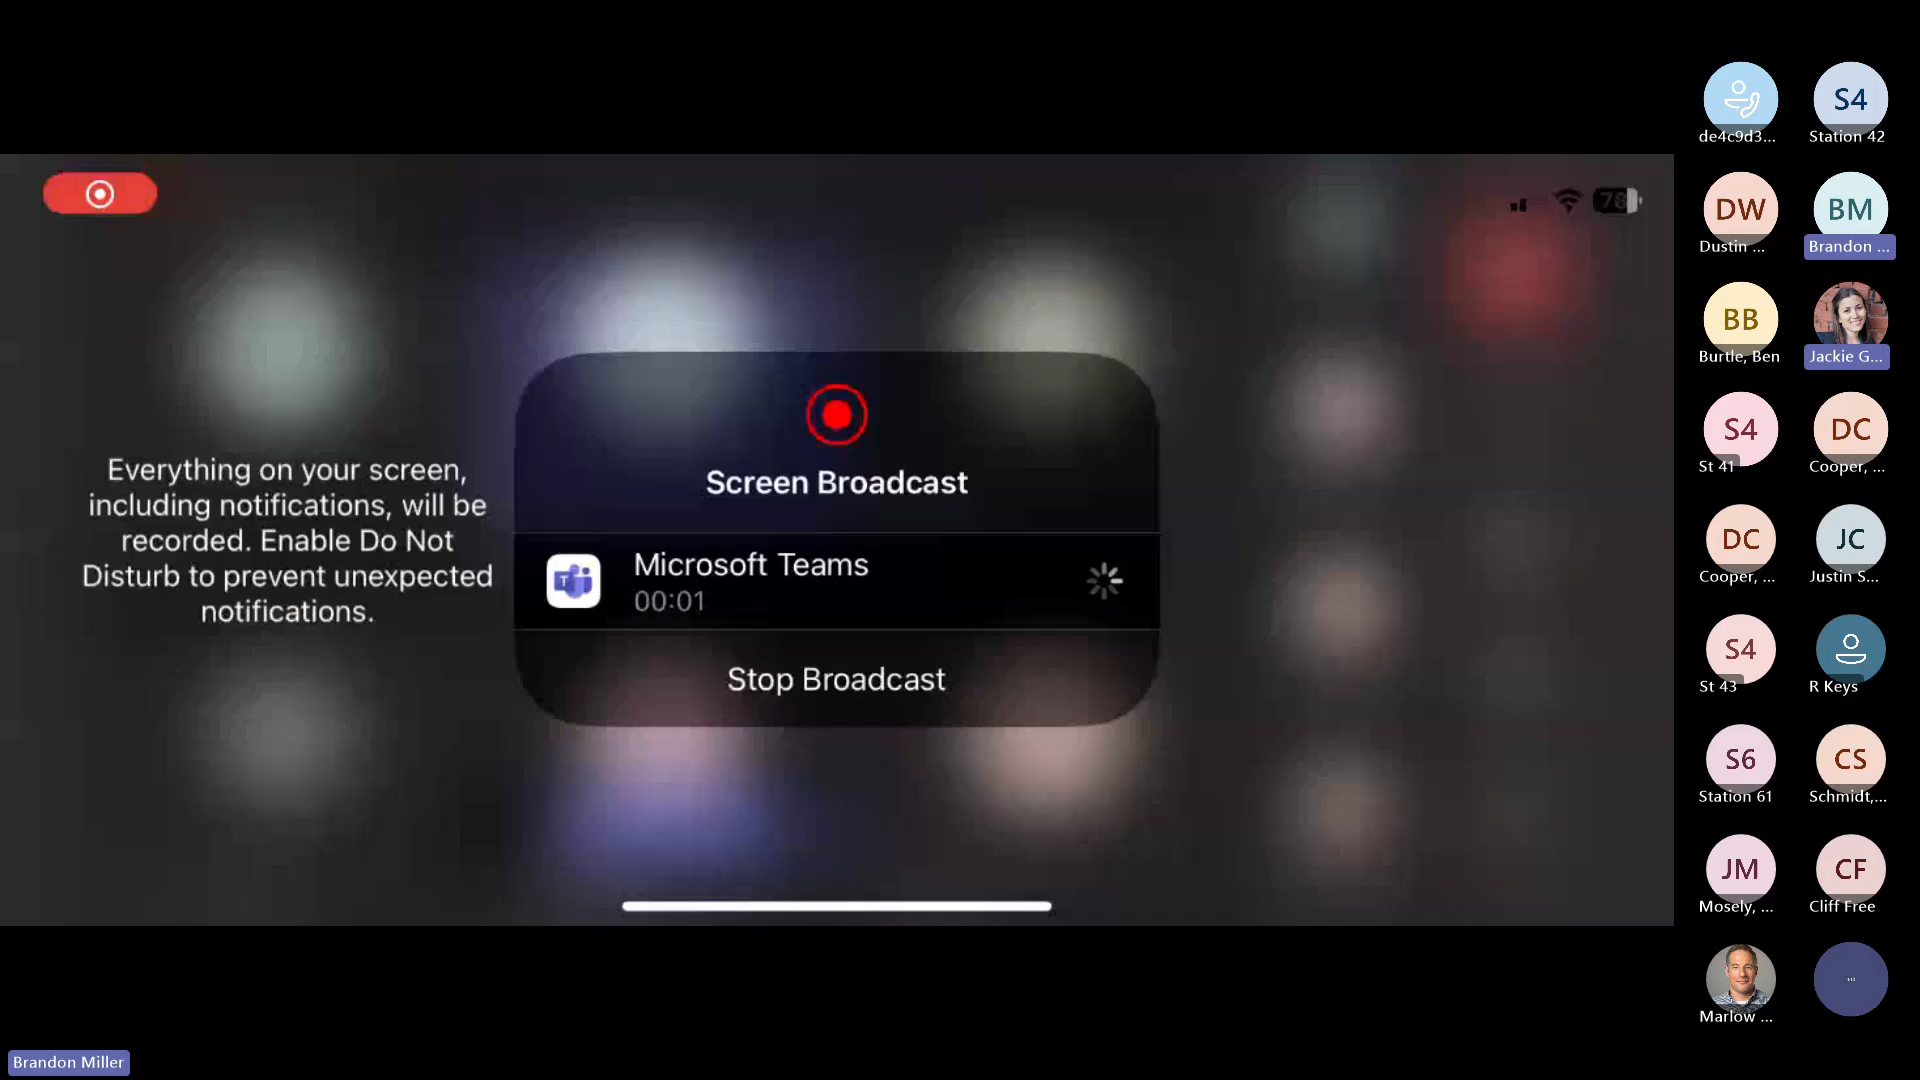 78
Everything on your screen,
including notifications, will be
recorded. Enable Do Not
Disturb to prevent unexpected
notifications.
Screen Broadcast
Microsoft Teams
00:01
Stop Broadcast
de4c9d3...
S4
Station 42
DW
Dustin ...
BM
Brandon ...
BB
Burtle, Ben
Jackie G...
S4
St 41
DC
Cooper, ...
DC
Cooper, ...
JC
Justin S...
S4
St 43
R Keys
S6
Station 61
CS
Schmidt,...
JM
Mosely, ...
CF
Cliff Free
Marlow ...
Brandon Miller